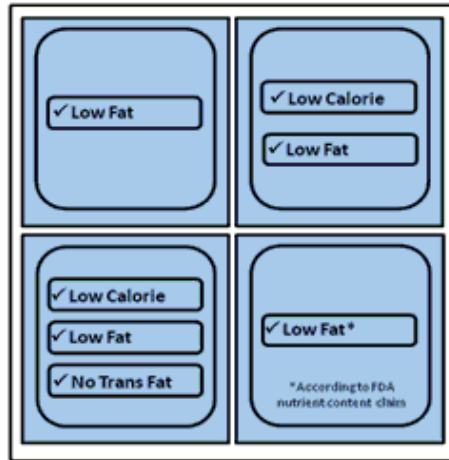 ✓ Low Fat
✓ Low Calorie
✓ Low Fat
✓ Low Calorie
✓ Low Fat
✓ No Trans Fat
✓ Low Fat*
*According to FDA
nutrient content claim